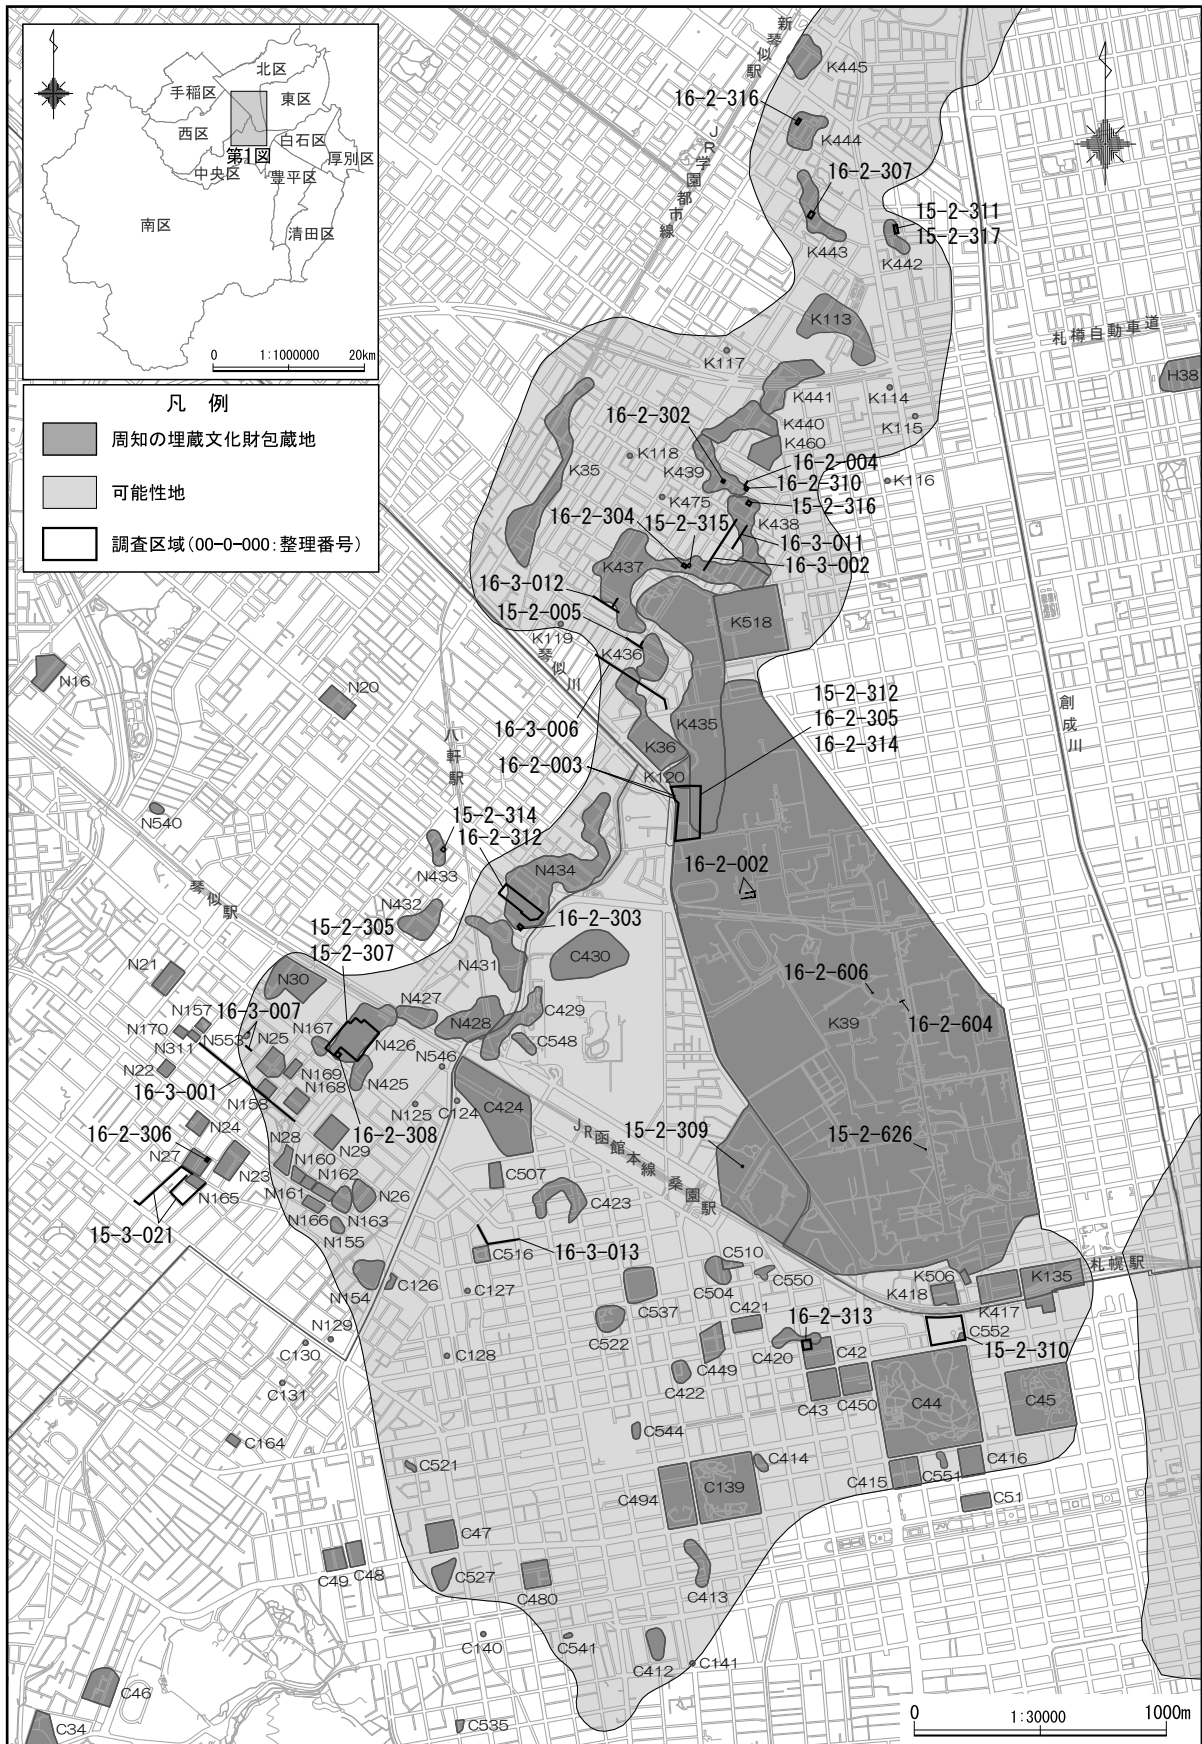 北区
手稲区
東区
西区
白石区
第1図
厚別区
中央区
豊平区
南区
清田区
0 1:1000000 20km
凡 例
周知の埋蔵文化財包蔵地
可能性地
調査区域(00-0-000:整理番号)
新琴似駅
JR学園都市線
K445
16-2-316
K444
16-2-307
15-2-311
15-2-317
K443
K442
K113
札樽自動車道
K117
H38
K441
K114
16-2-302
K440
K115
K460
K35
K118
K439
16-2-004
16-2-310
K116
K475
15-2-316
16-2-304
15-2-315
K438
16-3-011
K437
16-3-002
16-3-012
15-2-005
K518
K119
K436
琴似川
N16
N20
15-2-312
16-2-305
16-2-314
創成川
K435
16-3-006
八軒駅
K36
16-2-003
K120
N540
15-2-314
16-2-312
N434
16-2-002
N433
琴似駅
N432
15-2-305
15-2-307
16-2-303
N431
C430
N21
N30
16-2-606
N157
16-3-007
N427
C429
K39
16-2-604
N170
N553
N167
N428
N311
N25
N426
C548
N22
N169
N546
16-3-001
N168
N425
N158
N125
C124
C424
N24
16-2-306
N28
16-2-308
15-2-309
15-2-626
N29
JR函館本線
N27
N160
N23
N162
C507
桑園駅
N165
N161
N26
C423
N166
N163
15-3-021
N155
C516
16-3-013
C510
札幌駅
N154
C126
C127
C504
C550
K506
K135
K418
K417
C537
C421
16-2-313
N129
C522
C552
C130
C128
C449
C420
C42
15-2-310
C131
C422
C43
C450
C44
C45
C164
C544
C521
C414
C416
C415
C551
C494
C139
C51
C47
C49
C48
C527
C480
C413
C140
C541
C412
C141
C46
C34
C535
0 1:30000 1000m